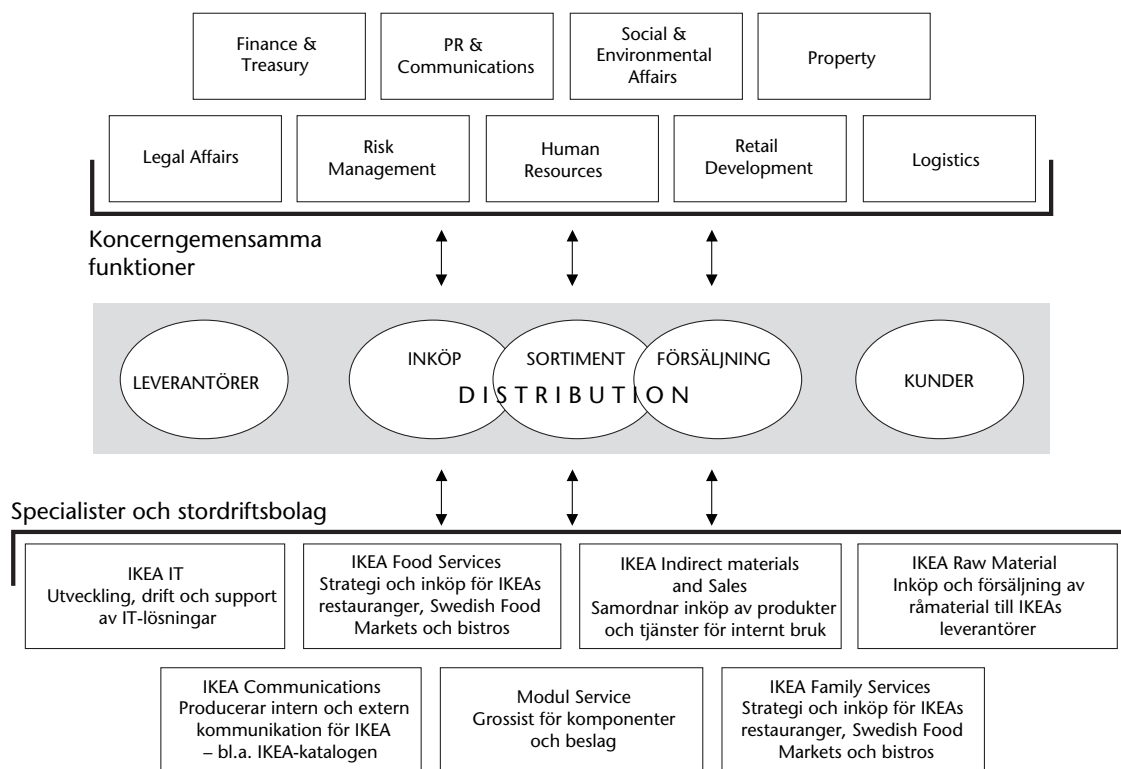 Finance &
Treasury
PR &
Communications
Social &
Environmental
Affairs
Property
Legal Affairs
Risk
Management
Human
Resources
Retail
Development
Logistics
Koncerngemensamma
funktioner
LEVERANTÖRER
INKÖP
SORTIMENT
FÖRSÄLJNING
DISTRIBUTION
KUNDER
Specialister och stordriftsbolag
IKEA IT
Utveckling, drift och support
av IT-lösningar
IKEA Food Services
Strategi och inköp för IKEAs
restauranger, Swedish Food
Markets och bistros
IKEA Indirect materials
and Sales
Samordnar inköp av produkter
och tjänster för internt bruk
IKEA Raw Material
Inköp och försäljning av
råmaterial till IKEAs
leverantörer
IKEA Communications
Producerar intern och extern
kommunikation för IKEA
– bl.a. IKEA-katalogen
Modul Service
Grossist för komponenter
och beslag
IKEA Family Services
Strategi och inköp för IKEAs
restauranger, Swedish Food
Markets och bistros